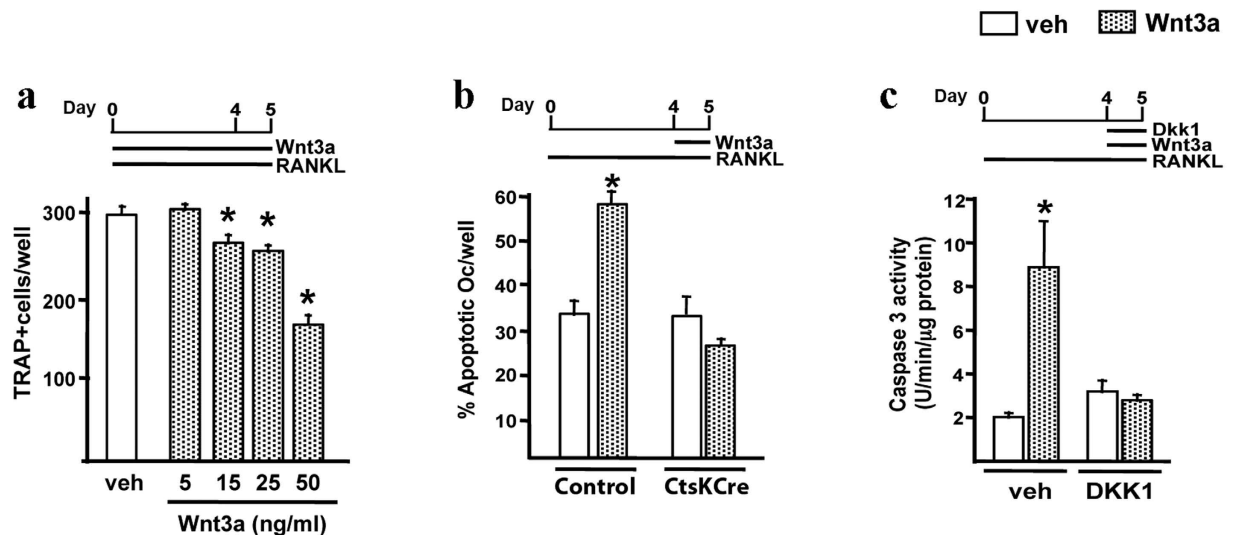 veh Wnt3a
a
Day 0 4 5
Wnt3a
RANKL
TRAP+cells/well
300
200
100
*
*
*
veh 5 15 25 50
Wnt3a (ng/ml)
b
Day 0 4 5
Wnt3a
RANKL
% Apoptotic Oc/well
60
50
40
30
20
10
*
Control CtsKCre
c
Day 0 4 5
Dkk1
Wnt3a
RANKL
Caspase 3 activity
(U/min/μg protein)
12
10
8
6
4
2
*
veh DKK1